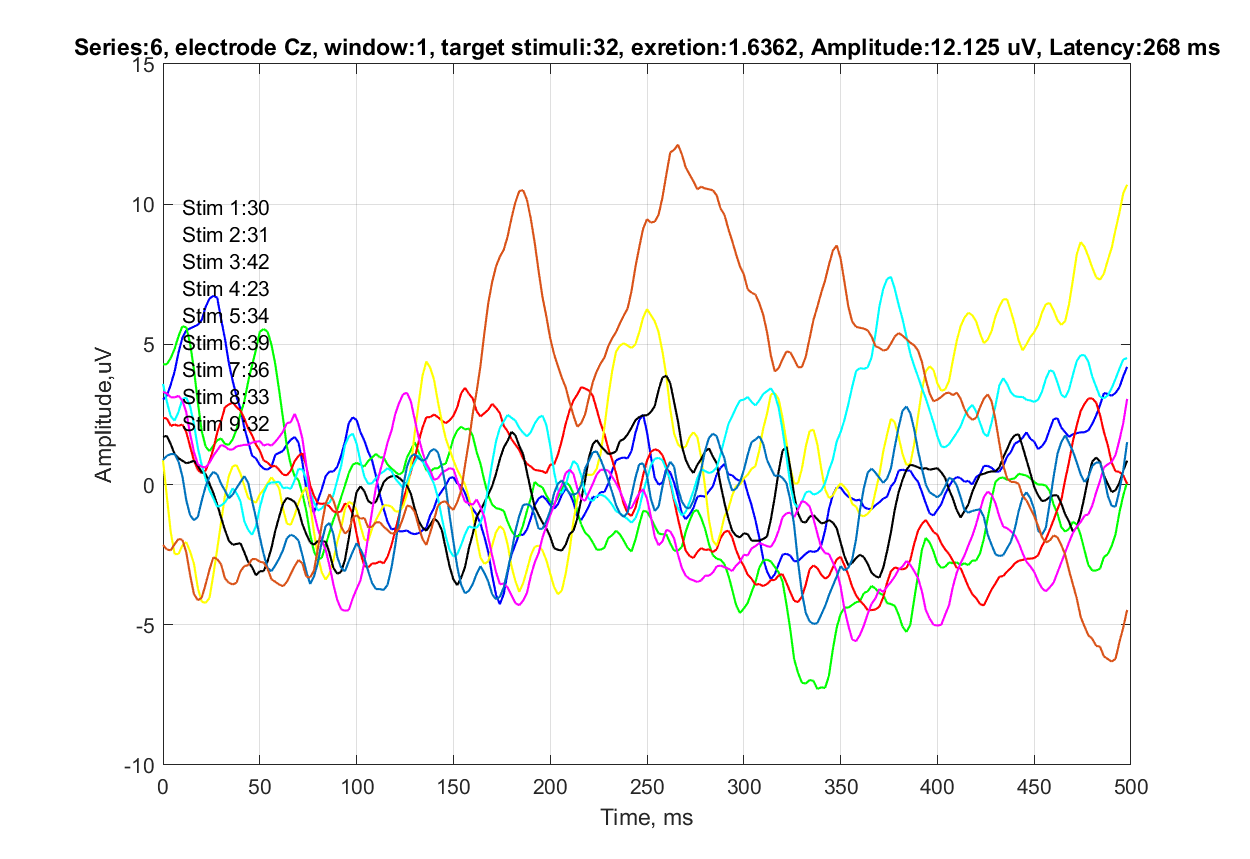 Series:6, electrode Cz, window:1, target stimuli:32, exretion:1.6362, Amplitude:12.125 uV, Latency:268 ms
15
10
5
0
-5
-10
Amplitude,uV
Stim 1:30
Stim 2:31
Stim 3:42
Stim 4:23
Stim 5:34
Stim 6:39
Stim 7:36
Stim 8:33
Stim 9:32
0 50 100 150 200 250 300 350 400 450 500
Time, ms